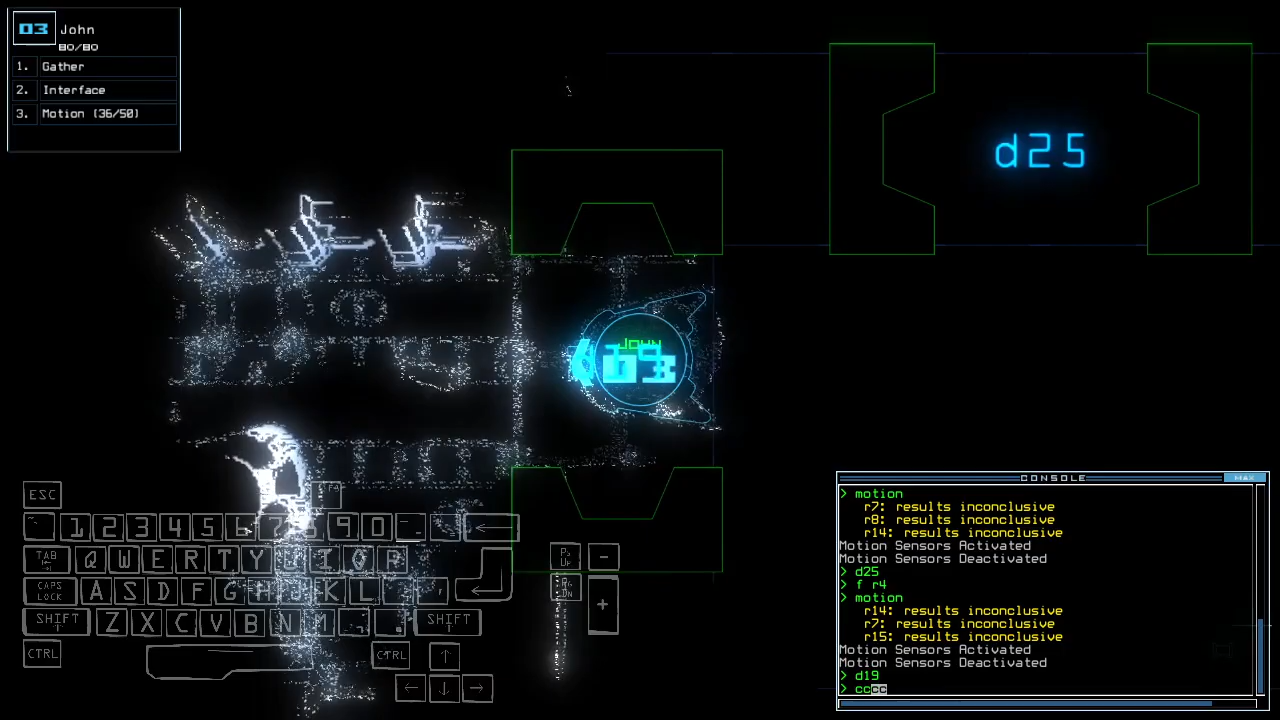 03 John
80/80
1. Gather
2. Interface
3. Motion (36/50)
d25
John
CONSOLE
MAX
> motion
r7: results inconclusive
r8: results inconclusive
r14: results inconclusive
Motion Sensors Activated
Motion Sensors Deactivated
> d25
> f r4
> motion
r14: results inconclusive
r7: results inconclusive
r15: results inconclusive
Motion Sensors Activated
Motion Sensors Deactivated
> d19
> cccc
ESC
1 2 3 4 5 6 7 8 9 0
TAB Q W E R T Y U I O P
CAPS LOCK A S D F G H J K L
SHIFT Z X C V B N M SHIFT
CTRL CTRL